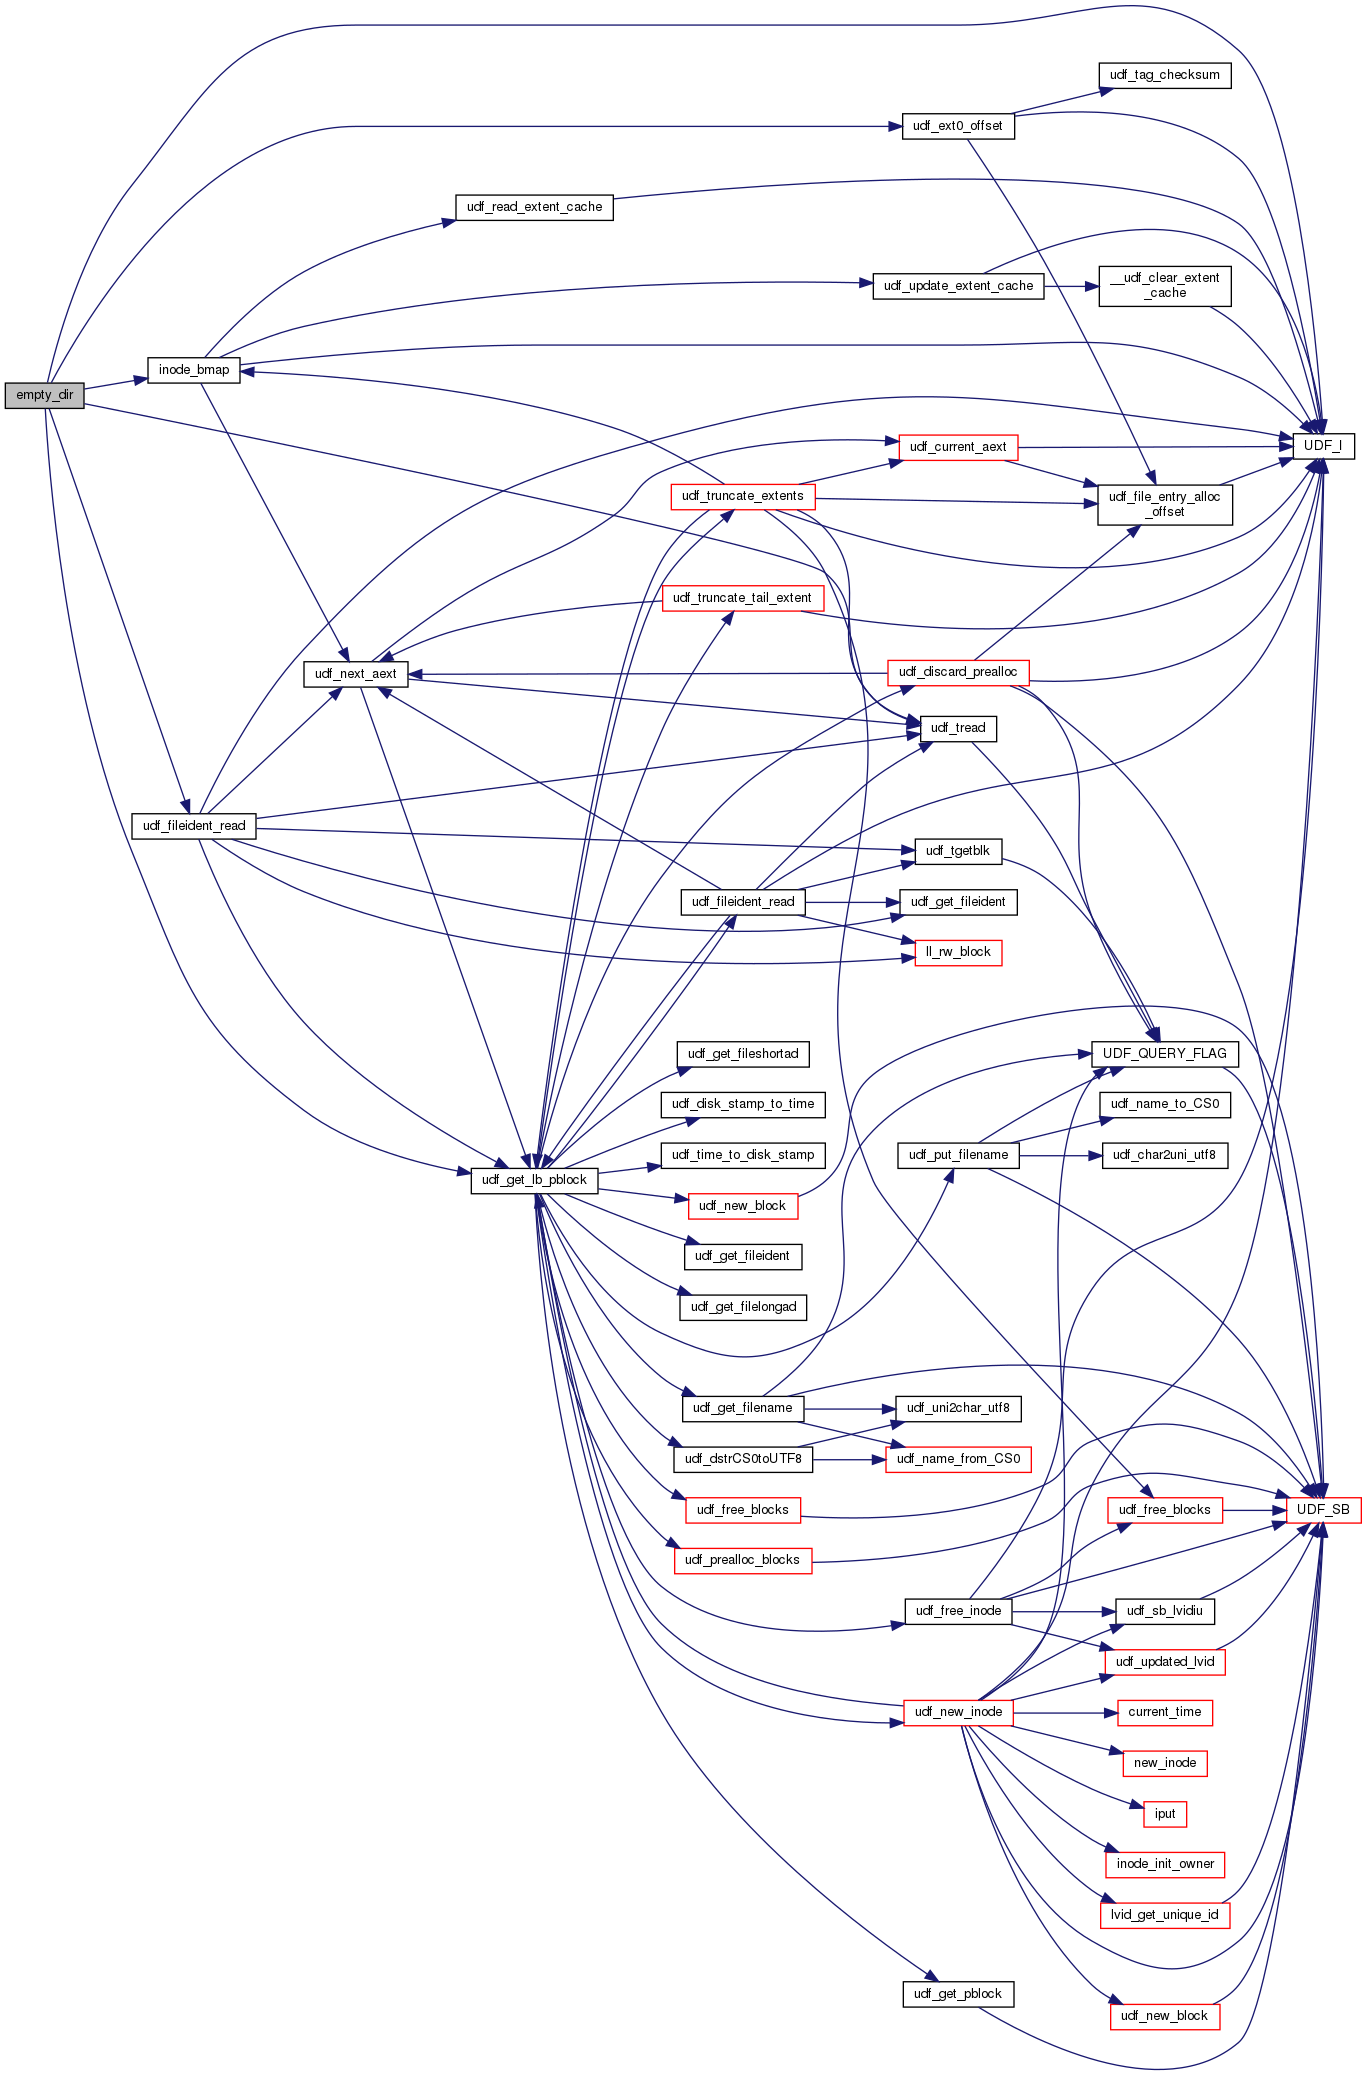 udf_tag_checksum
udf_ext0_offset
udf_read_extent_cache
udf_update_extent_cache
__udf_clear_extent
_cache
inode_bmap
empty_dir
udf_current_aext
UDF_I
udf_truncate_extents
udf_file_entry_alloc
_offset
udf_truncate_tail_extent
udf_next_aext
udf_discard_prealloc
udf_tread
udf_fileident_read
udf_tgetblk
udf_fileident_read
udf_get_fileident
ll_rw_block
udf_get_fileshortad
UDF_QUERY_FLAG
udf_disk_stamp_to_time
udf_name_to_CS0
udf_time_to_disk_stamp
udf_put_filename
udf_char2uni_utf8
udf_get_lb_pblock
udf_new_block
udf_get_fileident
udf_get_filelongad
udf_get_filename
udf_uni2char_utf8
udf_dstrCS0toUTF8
udf_name_from_CS0
udf_free_blocks
udf_free_blocks
UDF_SB
udf_prealloc_blocks
udf_free_inode
udf_sb_lvidiu
udf_updated_lvid
udf_new_inode
current_time
new_inode
iput
inode_init_owner
lvid_get_unique_id
udf_get_pblock
udf_new_block